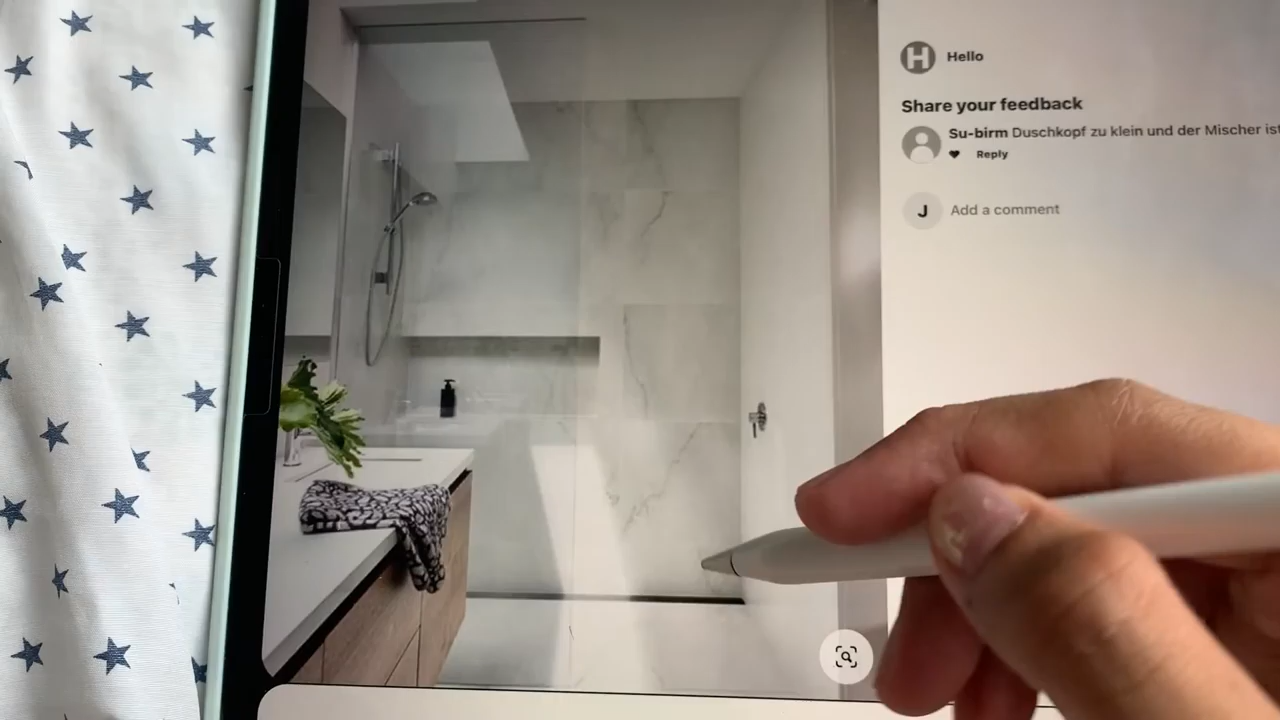 H Hello
Share your feedback
Su-birm Duschkopf zu klein und der Mischer ist
Reply
J Add a comment